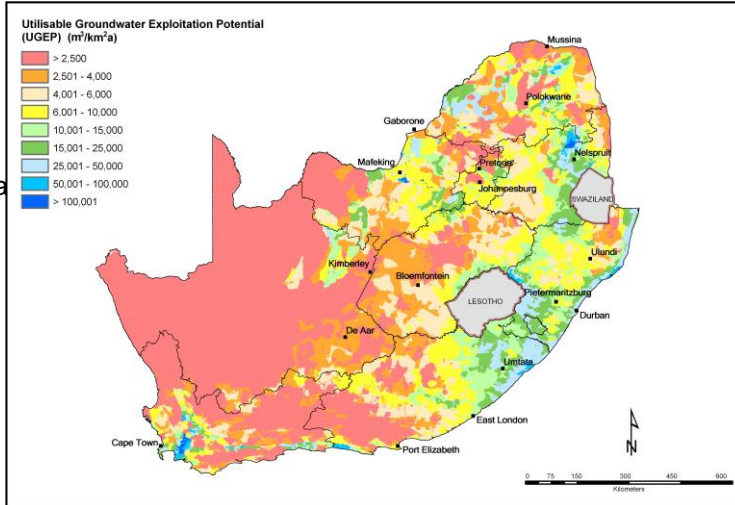 Utilisable Groundwater Exploitation Potential
(UGEP) (m³/km²a)
> 2,500
2,501 - 4,000
4,001 - 6,000
6,001 - 10,000
10,001 - 15,000
15,001 - 25,000
25,001 - 50,000
50,001 - 100,000
> 100,001
a
Mussina
Polokwane
Gaborone
Nelspruit
Mafeking
Pretoria
Johannesburg
SWAZILAND
Ulundi
Kimberley
Bloemfontein
LESOTHO
Pietermaritzburg
Durban
De Aar
Umtata
East London
Cape Town
Port Elizabeth
N
0 75 150 300 450 600
Kilometers